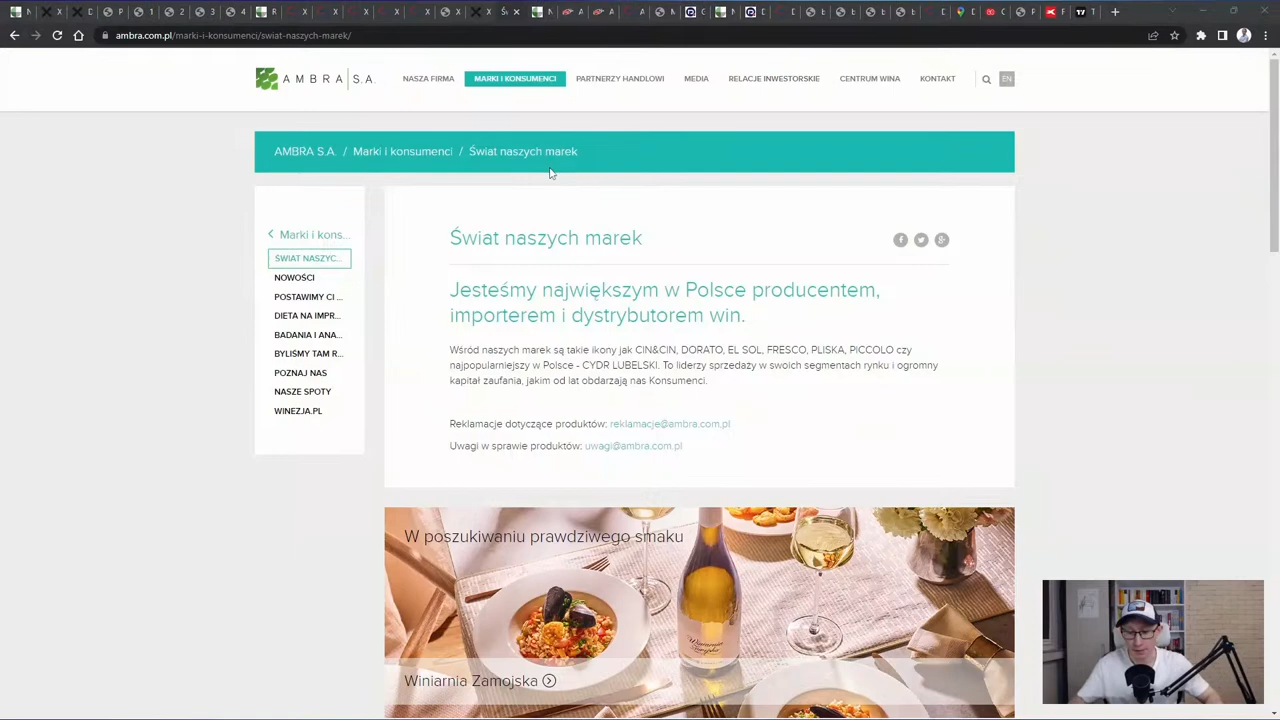 ambra.com.pl/marki-i-konsumenci/swiat-naszych-marek/
AMBRA S.A.
NASZA FIRMA
MARKI I KONSUMENCI
PARTNERZY HANDLOWI
MEDIA
RELACJE INWESTORSKIE
CENTRUM WINA
KONTAKT
EN
AMBRA S.A. / Marki i konsumenci / Świat naszych marek
Marki i kons...
ŚWIAT NASZYC...
NOWOŚCI
POSTAWIMY CI ...
DIETA NA IMPR...
BADANIA I ANA...
BYLIŚMY TAM R...
POZNAJ NAS
NASZE SPOTY
WINEZJA.PL
Świat naszych marek
Jesteśmy największym w Polsce producentem,
importerem i dystrybutorem win.
Wśród naszych marek są takie ikony jak CIN&CIN, DORATO, EL SOL, FRESCO, PLISKA, PICCOLO czy
najpopularniejszy w Polsce - CYDR LUBELSKI. To liderzy sprzedaży w swoich segmentach rynku i ogromny
kapitał zaufania, jakim od lat obdarzają nas Konsumenci.
Reklamacje dotyczące produktów: reklamacje@ambra.com.pl
Uwagi w sprawie produktów: uwagi@ambra.com.pl
W poszukiwaniu prawdziwego smaku
Winiarnia Zamojska